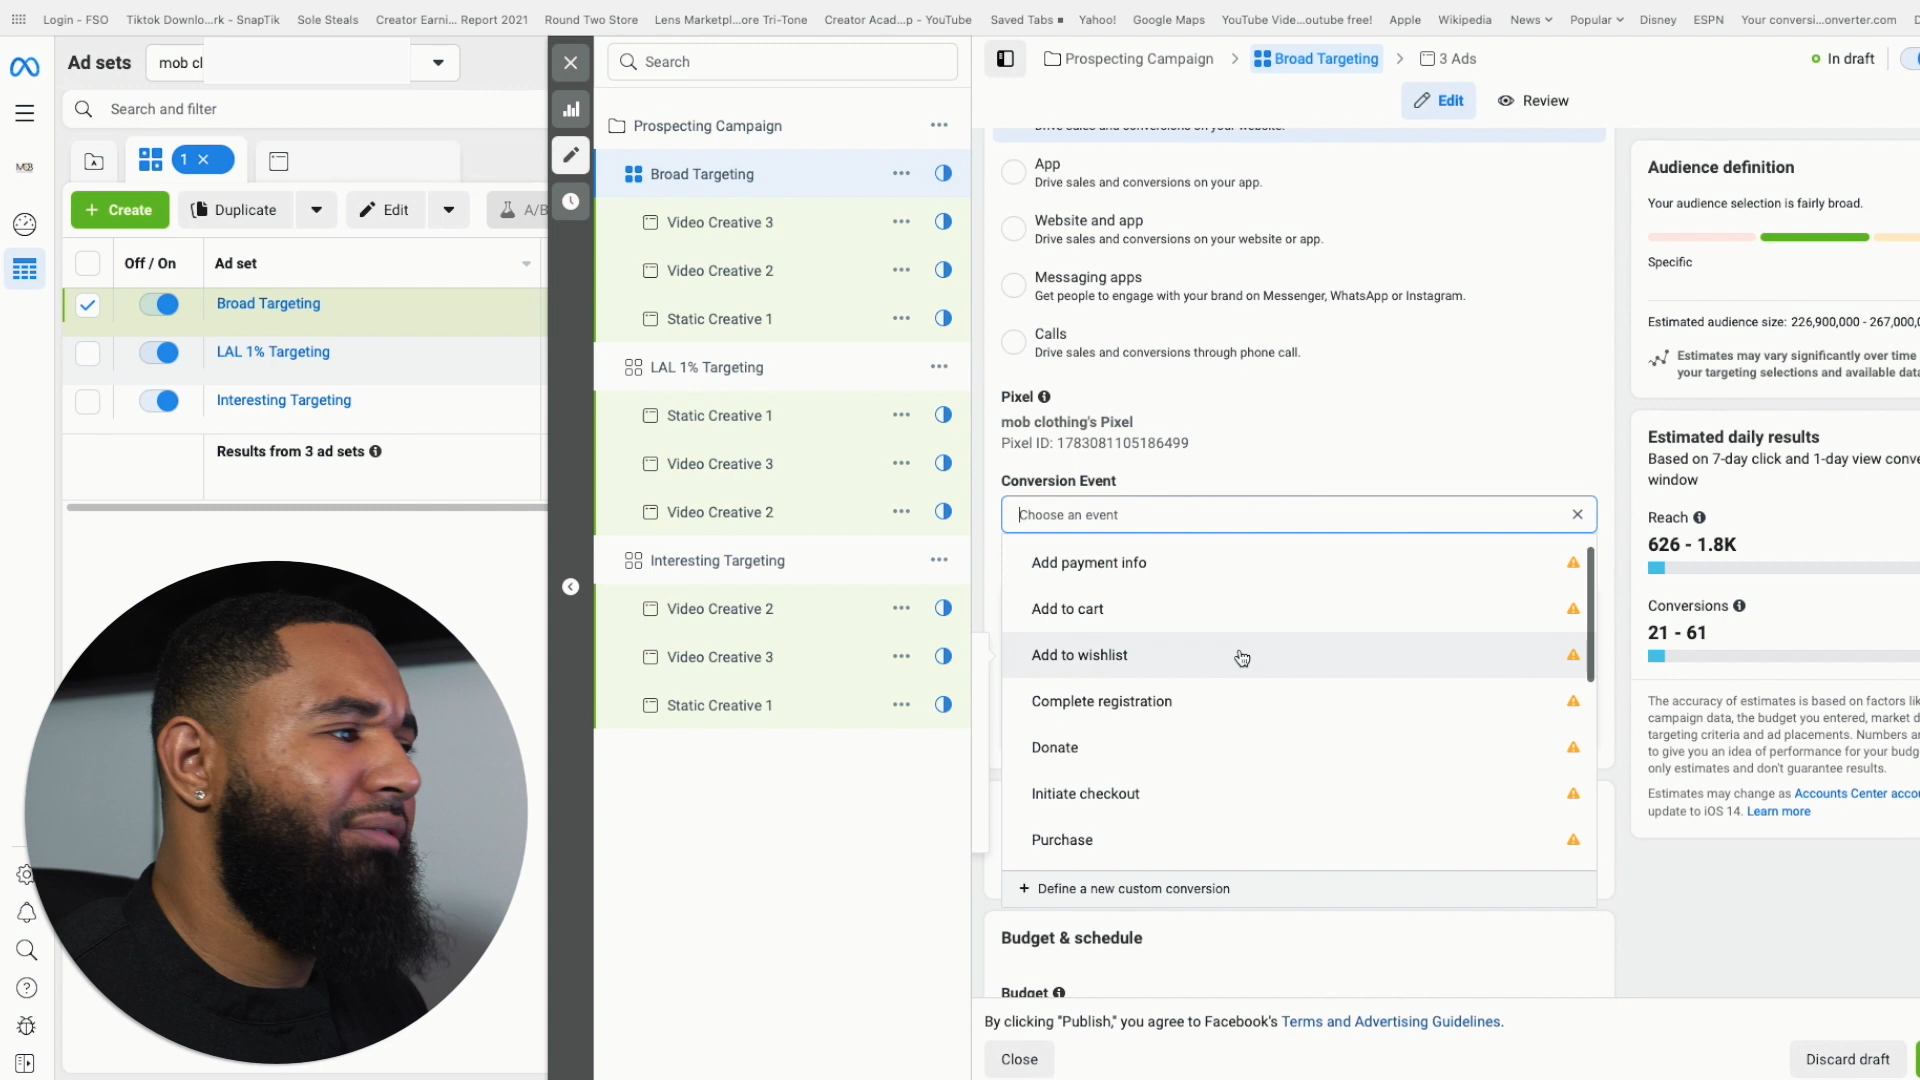 Login - FSO
Tiktok Downlo...rk - SnapTik
Sole Steals
Creator Earni... Report 2021
Round Two Store
Lens Marketpl...ore Tri-Tone
Creator Acad...p - YouTube
Saved Tabs
Yahoo!
Google Maps
YouTube Vide...outube free!
Apple
Wikipedia
News
Popular
Disney
ESPN
Your conversi...onverter.com
Ad sets
mob cl
Search and filter
1
Create
Duplicate
Edit
A/B
Off / On
Ad set
Broad Targeting
LAL 1% Targeting
Interesting Targeting
Results from 3 ad sets
Search
Prospecting Campaign
Broad Targeting
Video Creative 3
Video Creative 2
Static Creative 1
LAL 1% Targeting
Static Creative 1
Video Creative 3
Video Creative 2
Interesting Targeting
Video Creative 2
Video Creative 3
Static Creative 1
Prospecting Campaign
Broad Targeting
3 Ads
In draft
Edit
Review
Drive sales and conversions on your website.
App
Drive sales and conversions on your app.
Website and app
Drive sales and conversions on your website or app.
Messaging apps
Get people to engage with your brand on Messenger, WhatsApp or Instagram.
Calls
Drive sales and conversions through phone call.
Pixel
mob clothing's Pixel
Pixel ID: 1783081105186499
Conversion Event
Choose an event
Add payment info
Add to cart
Add to wishlist
Complete registration
Donate
Initiate checkout
Purchase
+ Define a new custom conversion
Budget & schedule
Budget
By clicking "Publish," you agree to Facebook's Terms and Advertising Guidelines.
Close
Discard draft
Audience definition
Your audience selection is fairly broad.
Specific
Estimated audience size: 226,900,000 - 267,000,0
Estimates may vary significantly over time
your targeting selections and available data
Estimated daily results
Based on 7-day click and 1-day view conve
window
Reach
626 - 1.8K
Conversions
21 - 61
The accuracy of estimates is based on factors lik
campaign data, the budget you entered, market d
targeting criteria and ad placements. Numbers ar
to give you an idea of performance for your budg
only estimates and don't guarantee results.
Estimates may change as Accounts Center accou
update to iOS 14. Learn more